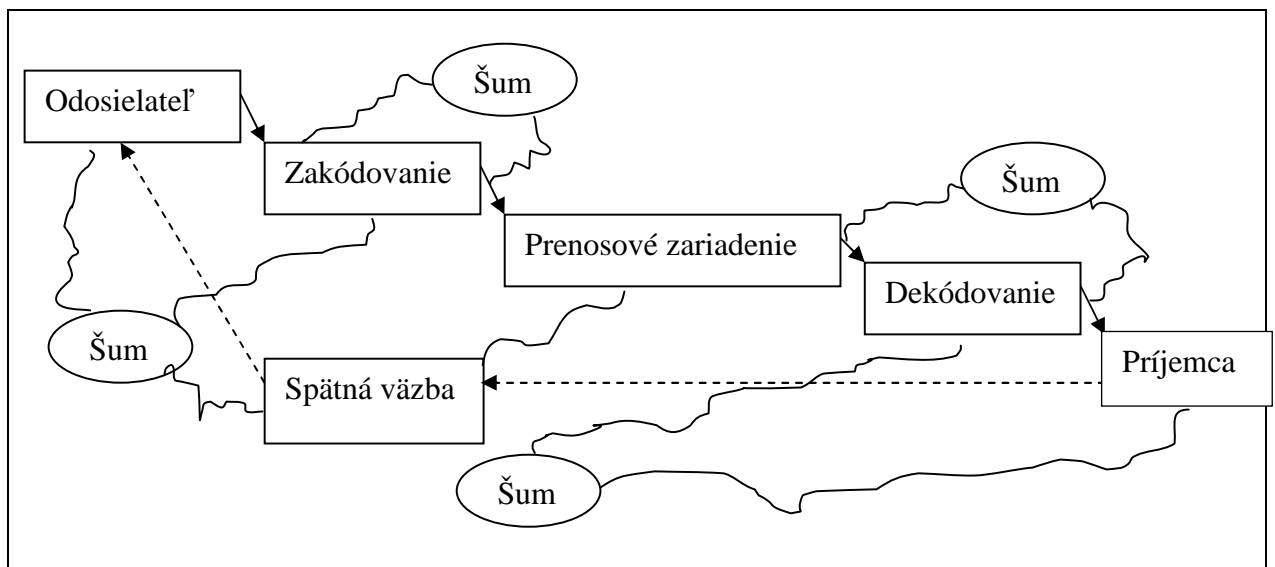 Šum
Odosielateľ
Zakódovanie
Šum
Prenosové zariadenie
Dekódovanie
Šum
Príjemca
Spätná väzba
Šum